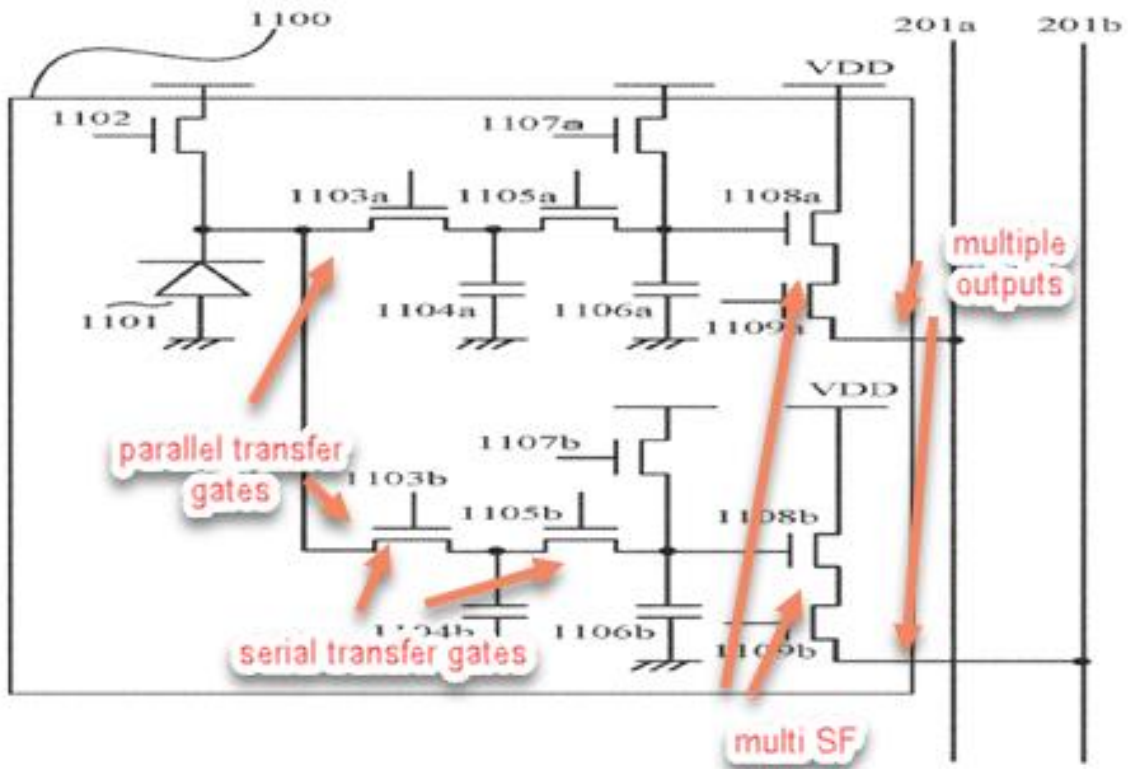 1100
201a 201b
VDD
1102
1107a
1103a 1105a 1108a
multiple
outputs
1101
1104a 1106a 1109a
VDD
parallel transfer
gates
1107b
1103b
1105b 1108b
1104b 1106b
1109b
serial transfer gates
multi SF